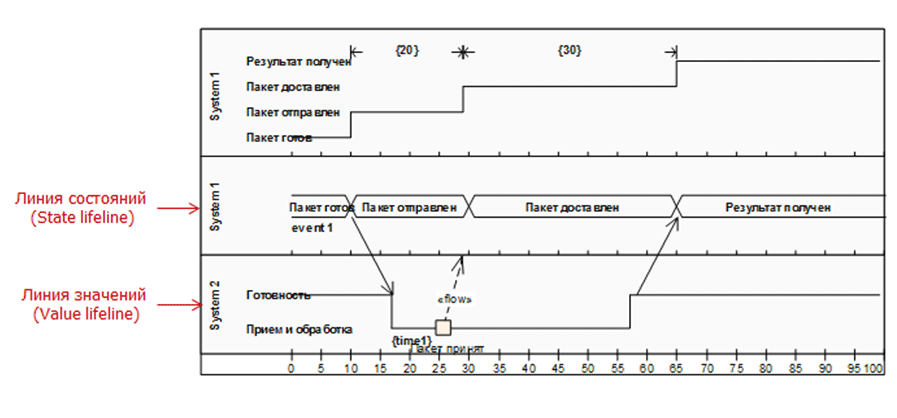 {20}
{30}
System 1
Результат получен
Пакет доставлен
Пакет отправлен
Пакет готов
Линия состояний
(State lifeline)
System 1
Пакет готов
Пакет отправлен
Пакет доставлен
Результат получен
event 1
Линия значений
(Value lifeline)
System 2
Готовность
«flow»
Прием и обработка
{time1}
Пакет принят
0 5 10 15 20 25 30 35 40 45 50 55 60 65 70 75 80 85 90 95 100